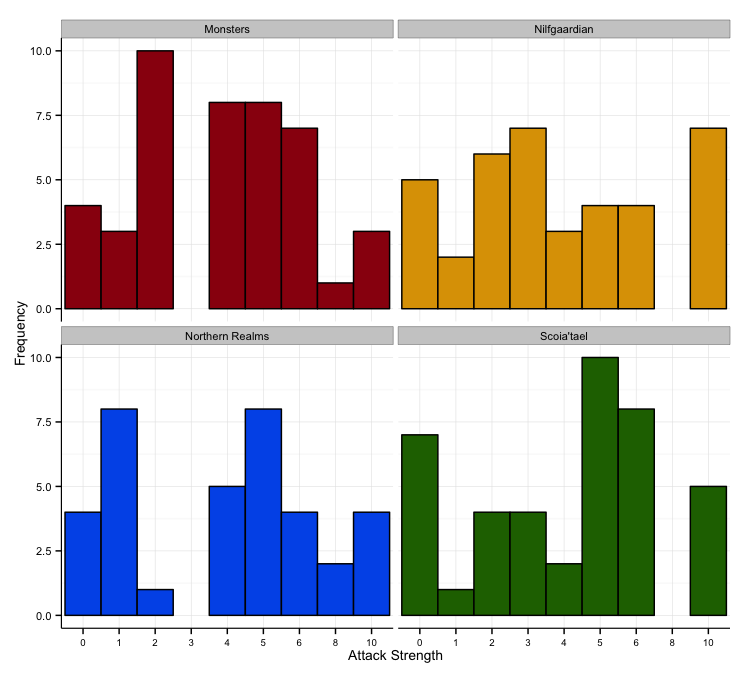 Monsters
Nilfgaardian
10.0
7.5
5.0
2.5
0.0
Northern Realms
Scoia'tael
10.0
7.5
5.0
2.5
0.0
Frequency
0 1 2 3 4 5 6 8 10
0 1 2 3 4 5 6 8 10
Attack Strength